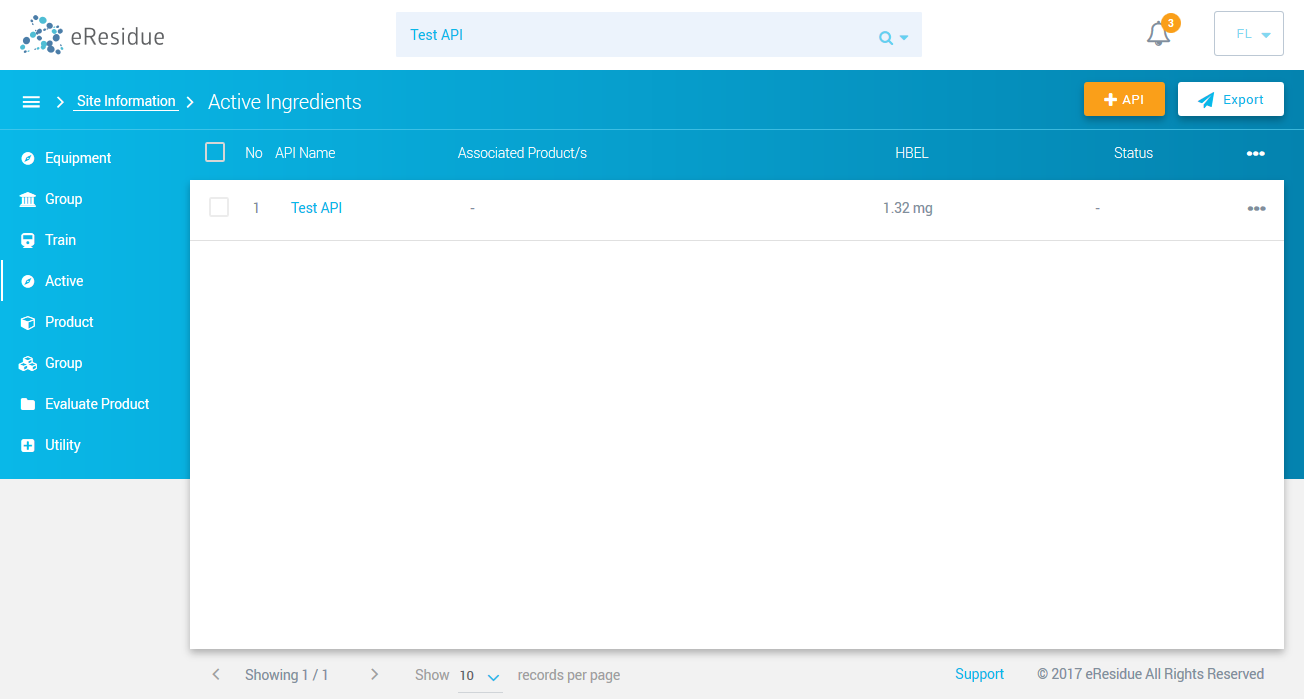 eResidue
Test API
3
FL
Site Information
Active Ingredients
API
Export
Equipment
Group
Train
Active
Product
Group
Evaluate Product
Utility
No API Name Associated Product/s HBEL Status
1 Test API - 1.32 mg -
Showing 1 / 1
Show 10 records per page
Support
© 2017 eResidue All Rights Reserved